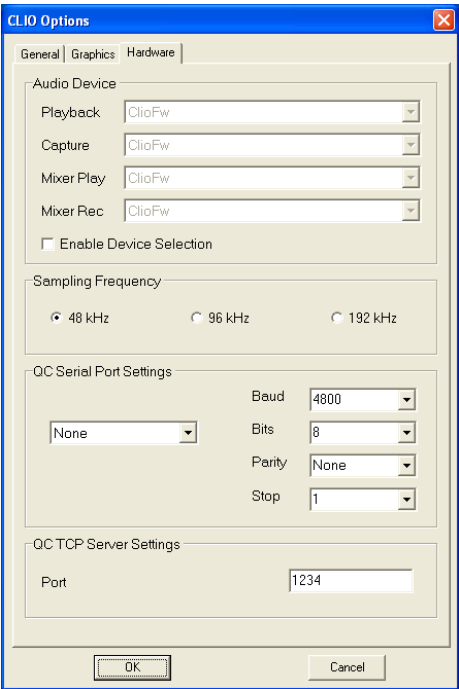 CLIO Options
General Graphics Hardware
Audio Device
Playback ClioFw
Capture ClioFw
Mixer Play ClioFw
Mixer Rec ClioFw
Enable Device Selection
Sampling Frequency
48 kHz 96 kHz 192 kHz
QC Serial Port Settings
Baud 4800
None Bits 8
Parity None
Stop 1
QC TCP Server Settings
Port 1234
OK Cancel